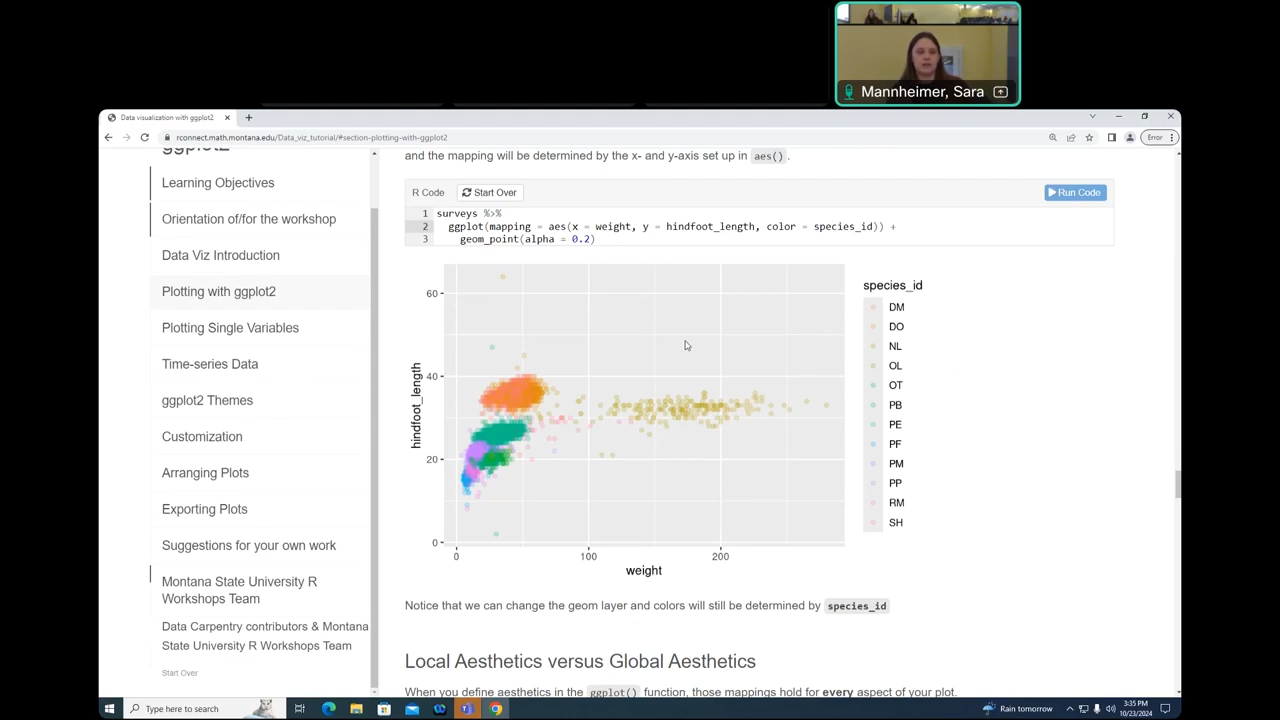 Mannheimer, Sara
Data visualization with ggplot2
rconnect.math.montana.edu/Data_viz_tutorial/#section-plotting-with-ggplot2
Error
ggplot2
Learning Objectives
Orientation of/for the workshop
Data Viz Introduction
Plotting with ggplot2
Plotting Single Variables
Time-series Data
ggplot2 Themes
Customization
Arranging Plots
Exporting Plots
Suggestions for your own work
Montana State University R
Workshops Team
Data Carpentry contributors & Montana
State University R Workshops Team
Start Over
and the mapping will be determined by the x- and y-axis set up in aes().
R Code Start Over Run Code
1 surveys %>%
2 ggplot(mapping = aes(x = weight, y = hindfoot_length, color = species_id)) +
3 geom_point(alpha = 0.2)
60
40
20
0
hindfoot_length
0 100 200
weight
species_id
DM
DO
NL
OL
OT
PB
PE
PF
PM
PP
RM
SH
Notice that we can change the geom layer and colors will still be determined by species_id
Local Aesthetics versus Global Aesthetics
When you define aesthetics in the ggplot() function, those mappings hold for every aspect of your plot.
Type here to search
Rain tomorrow
3:35 PM
10/23/2024